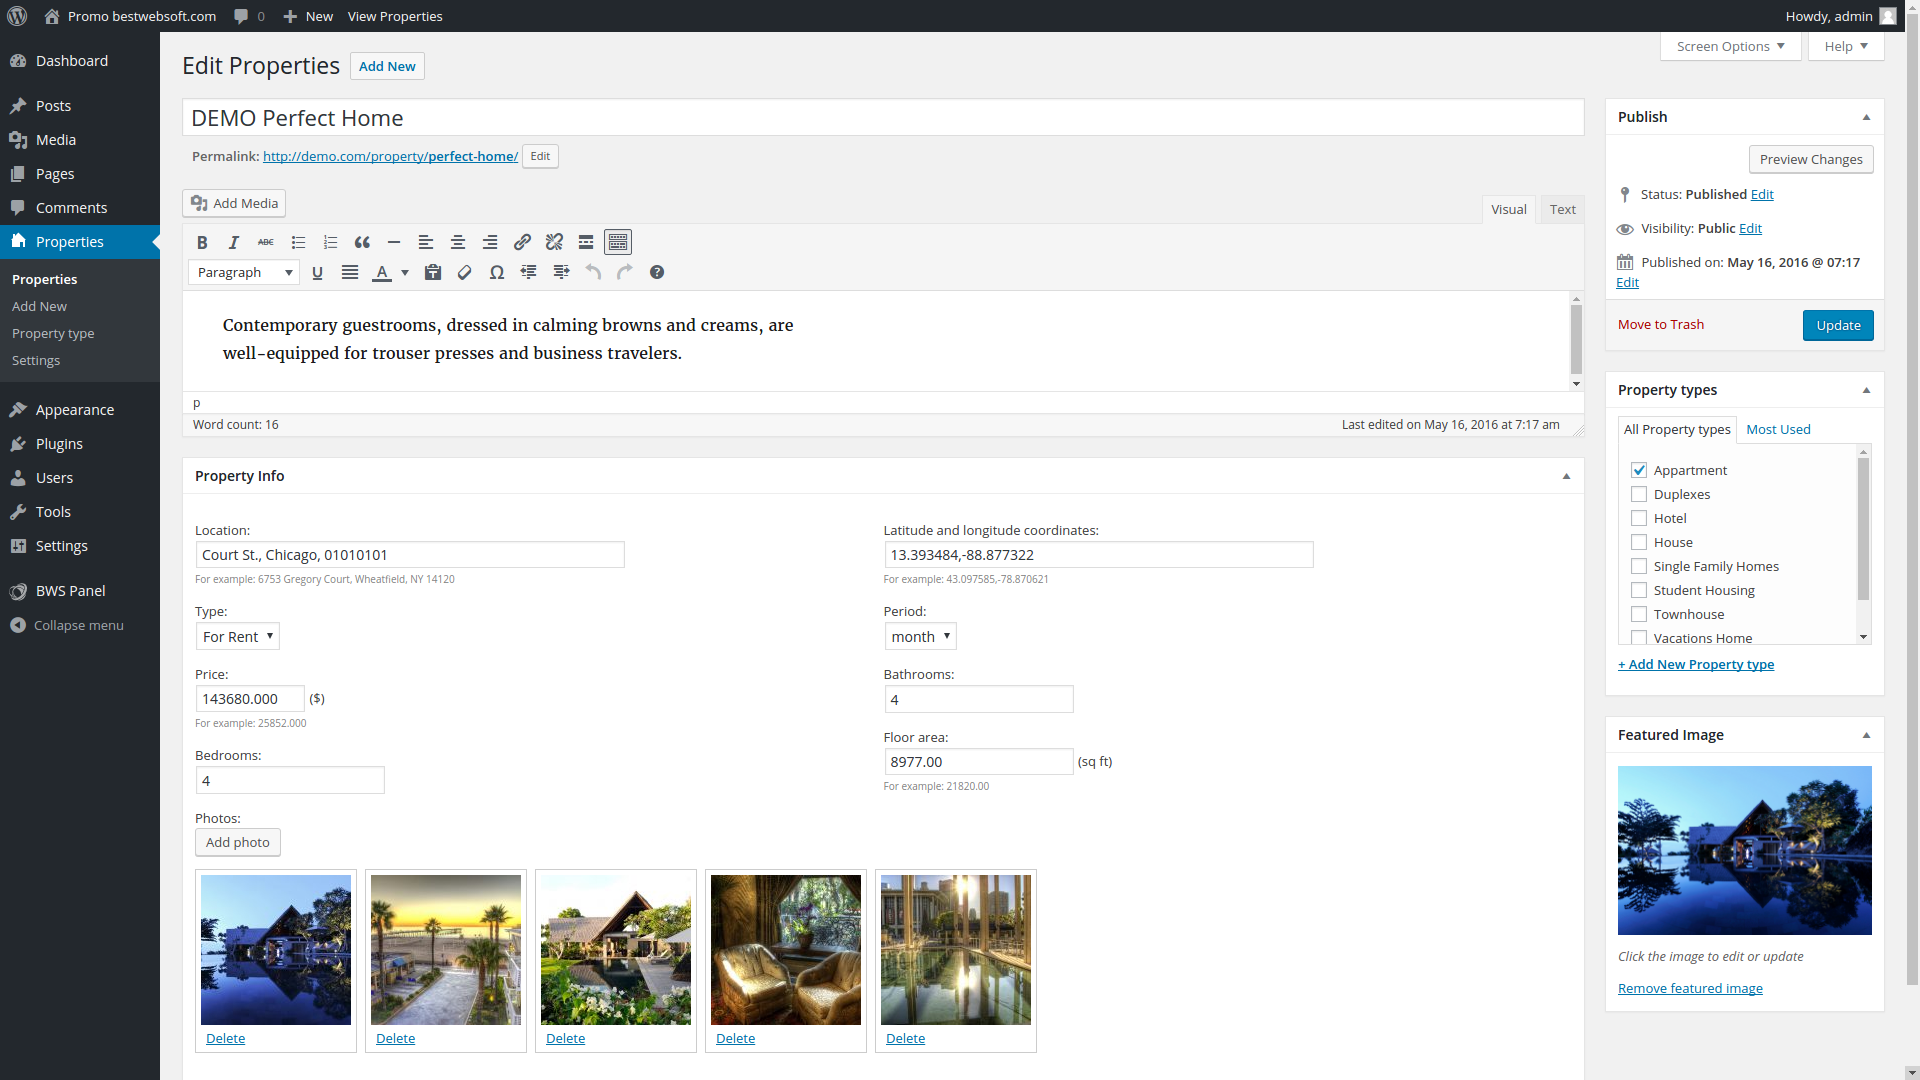 Promo bestwebsoft.com 0 New View Properties Howdy, admin
Dashboard
Posts
Media
Pages
Comments
Properties
Properties
Add New
Property type
Settings
Appearance
Plugins
Users
Tools
Settings
BWS Panel
Collapse menu
Screen Options Help
Edit Properties Add New
DEMO Perfect Home
Permalink: http://demo.com/property/perfect-home/ Edit
Add Media
Visual Text
B I ABC
Paragraph U A Ω
Contemporary guestrooms, dressed in calming browns and creams, are
well-equipped for trouser presses and business travelers.
p
Word count: 16 Last edited on May 16, 2016 at 7:17 am
Property Info
Location:
Court St., Chicago, 01010101
For example: 6753 Gregory Court, Wheatfield, NY 14120
Latitude and longitude coordinates:
13.393484,-88.877322
For example: 43.097585,-78.870621
Type:
For Rent
Period:
month
Price:
143680.000 ($)
For example: 25852.000
Bathrooms:
4
Bedrooms:
4
Floor area:
8977.00 (sq ft)
For example: 21820.00
Photos:
Add photo
Delete Delete Delete Delete Delete
Publish
Preview Changes
Status: Published Edit
Visibility: Public Edit
Published on: May 16, 2016 @ 07:17
Edit
Move to Trash Update
Property types
All Property types Most Used
Appartment
Duplexes
Hotel
House
Single Family Homes
Student Housing
Townhouse
Vacations Home
+ Add New Property type
Featured Image
Click the image to edit or update
Remove featured image